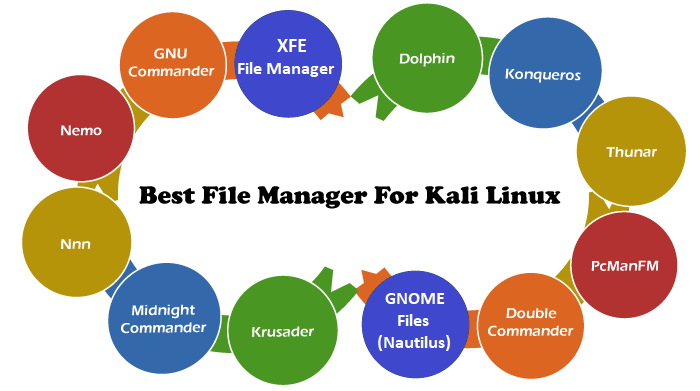 XFE
File Manager
Dolphin
Konqueros
Thunar
PcManFM
Double
Commander
GNOME
Files
(Nautilus)
Krusader
Midnight
Commander
Nnn
Nemo
GNU
Commander
Best File Manager For Kali Linux